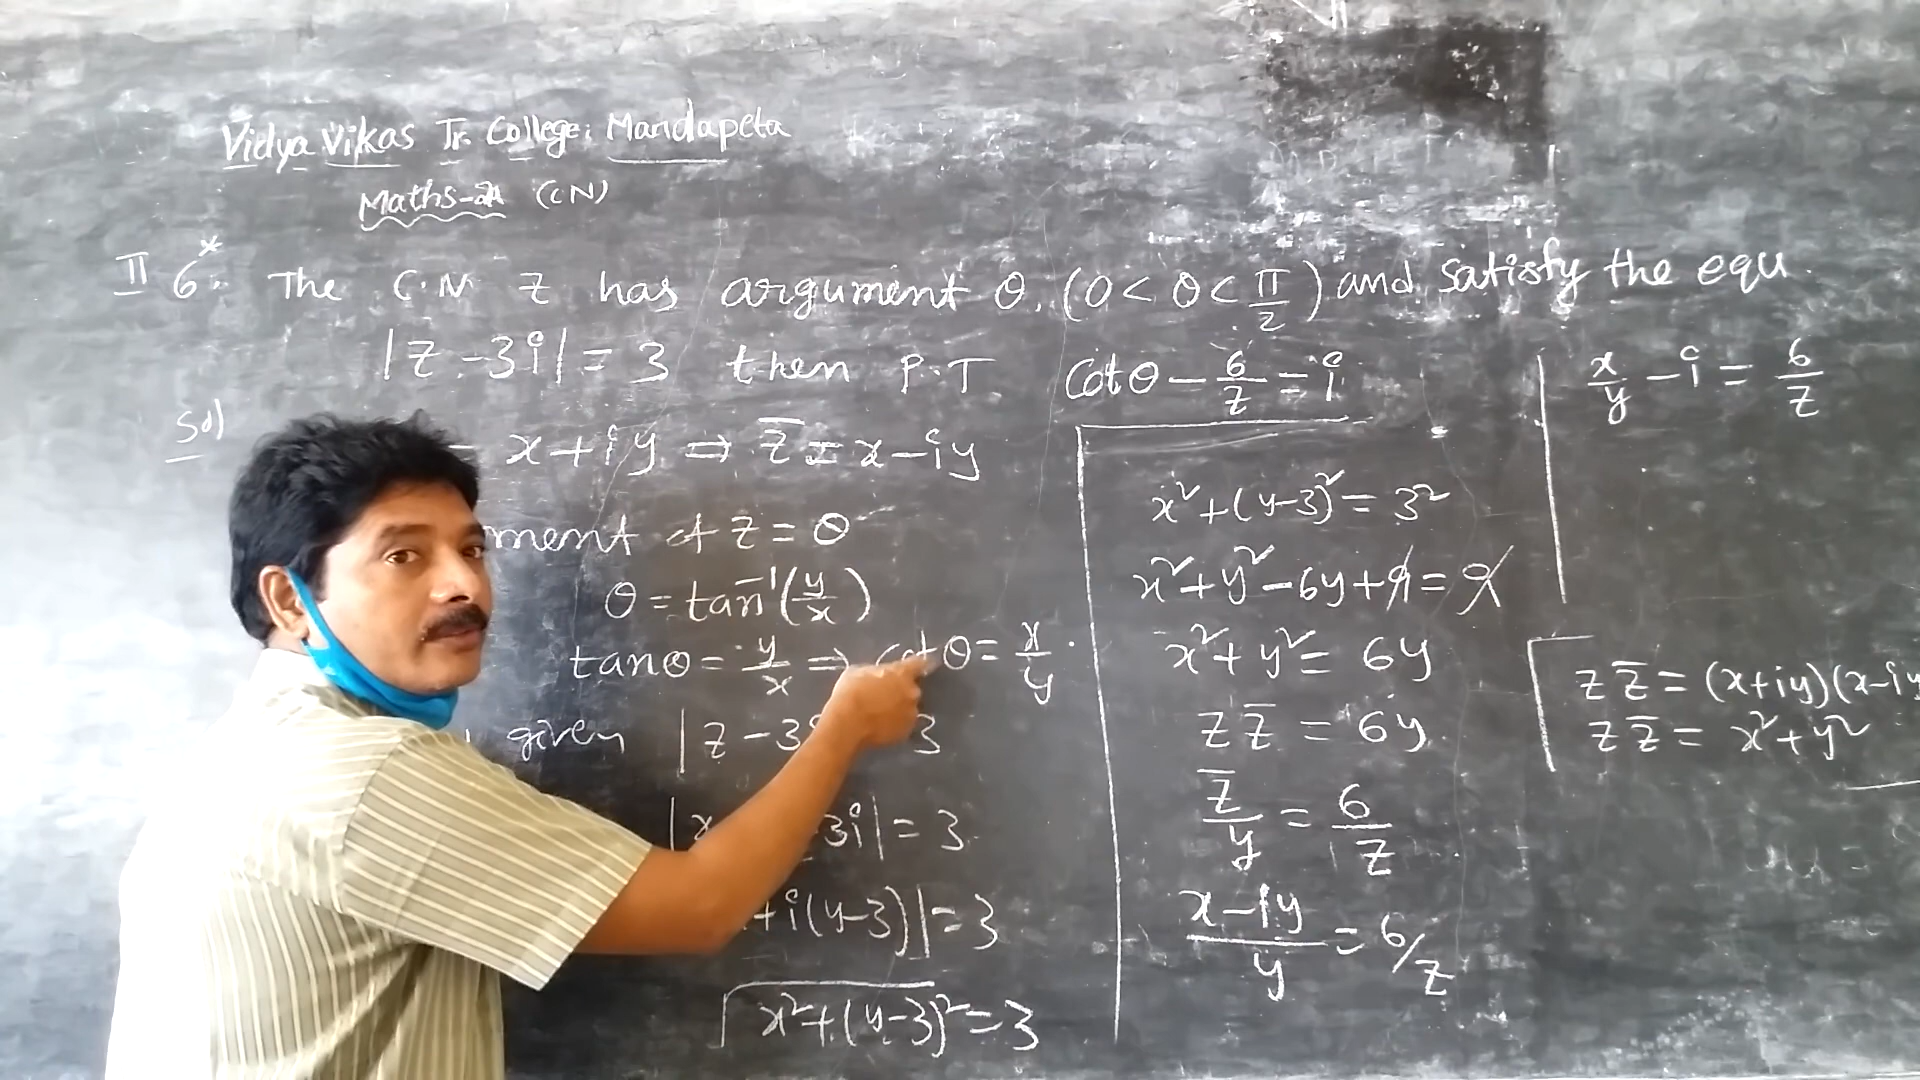 Vidya Vikas Jr. College: Mandapeta
Maths-2A (CN)
II 6.* The C.N. z has argument θ, (0 < θ < π/2) and satisfy the equ.
|z - 3i| = 3 then P.T cotθ - 6/z = i
Sol
= x + iy ⇒ z̅ = x - iy
ment of z = θ
θ = tan⁻¹(y/x)
tanθ = y/x ⇒ cotθ = x/y.
given |z - 3i 3
|x 3i| = 3
+ i(y-3)| = 3
√x² + (y-3)² = 3
x² + (y-3)² = 3²
x² + y² - 6y + 9 = 9
x² + y² = 6y
z z̅ = 6y
z̅/y = 6/z
(x - iy)/y = 6/z
x/y - i = 6/z
z z̅ = (x+iy)(x-iy
z z̅ = x² + y²